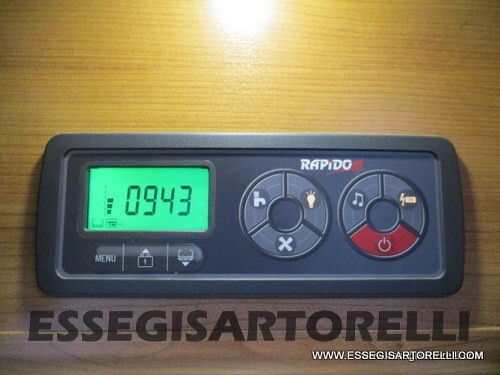 RAPIDO
0943
MENU
ESSEGISARTORELLI
WWW.ESSEGISARTORELLI.COM